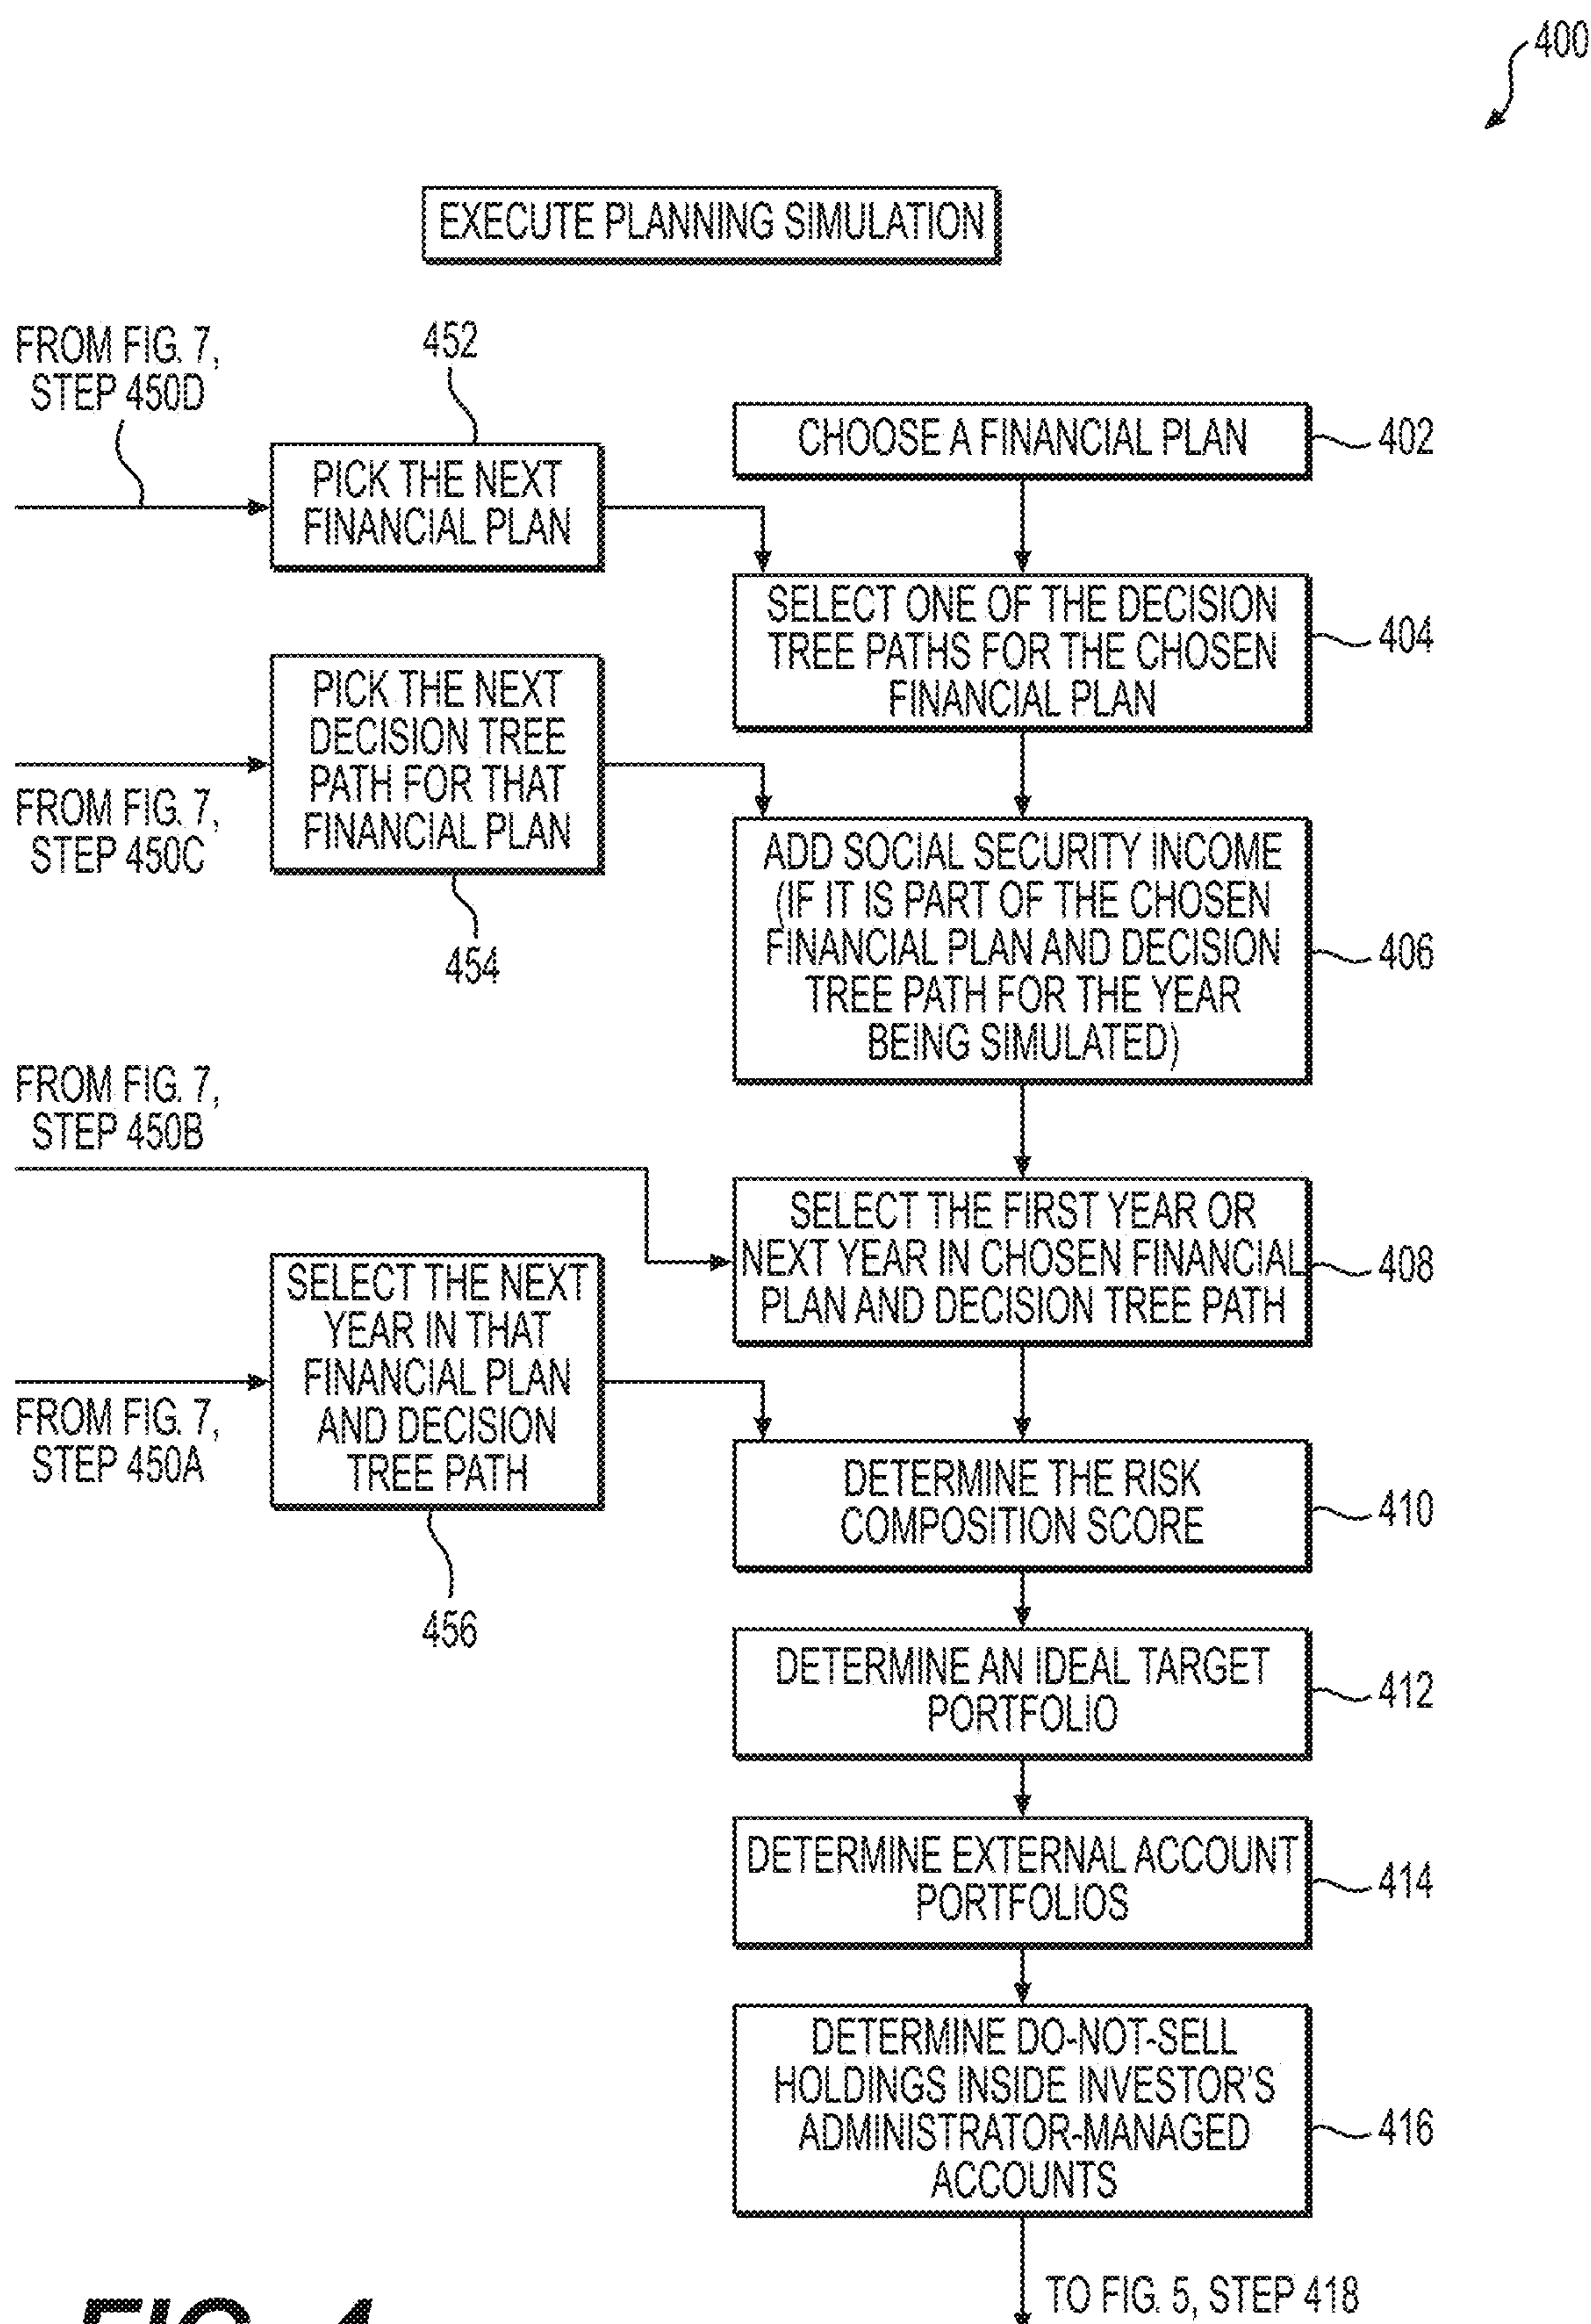 400
EXECUTE PLANNING SIMULATION
FROM FIG. 7,
STEP 450D
452
PICK THE NEXT
FINANCIAL PLAN
CHOOSE A FINANCIAL PLAN
402
SELECT ONE OF THE DECISION
TREE PATHS FOR THE CHOSEN
FINANCIAL PLAN
404
PICK THE NEXT
DECISION TREE
PATH FOR THAT
FINANCIAL PLAN
FROM FIG. 7,
STEP 450C
454
ADD SOCIAL SECURITY INCOME
(IF IT IS PART OF THE CHOSEN
FINANCIAL PLAN AND DECISION
TREE PATH FOR THE YEAR
BEING SIMULATED)
406
FROM FIG. 7,
STEP 450B
SELECT THE FIRST YEAR OR
NEXT YEAR IN CHOSEN FINANCIAL
PLAN AND DECISION TREE PATH
408
SELECT THE NEXT
YEAR IN THAT
FINANCIAL PLAN
AND DECISION
TREE PATH
FROM FIG. 7,
STEP 450A
456
DETERMINE THE RISK
COMPOSITION SCORE
410
DETERMINE AN IDEAL TARGET
PORTFOLIO
412
DETERMINE EXTERNAL ACCOUNT
PORTFOLIOS
414
DETERMINE DO-NOT-SELL
HOLDINGS INSIDE INVESTOR'S
ADMINISTRATOR-MANAGED
ACCOUNTS
416
TO FIG. 5, STEP 418
FIG. 4